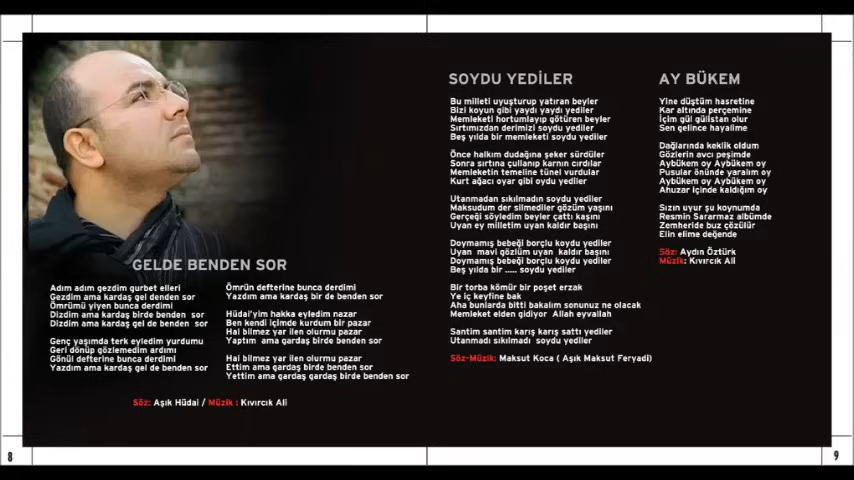 GELDE BENDEN SOR
Adım adım gezdim gurbet elleri
Gezdim ama kardaş gel denden sor
Ömrümü yiyen bunca derdimi
Dizdim ama kardaş birde benden sor
Dizdim ama kardaş gel de benden sor
Genç yaşımda terk eyledim yurdumu
Geri dönüp gözlemedim ardımı
Gönül defterine bunca derdimi
Yazdım ama kardaş gel de benden sor
Ömrün defterine bunca derdimi
Yazdım ama kardaş bir de benden sor
Hüdai'yim hakka eyledim nazar
Ben kendi içimde kurdum bir pazar
Hal bilmez yar ilen olurmu pazar
Yaptım ama gardaş birde benden sor
Hal bilmez yar ilen olurmu pazar
Ettim ama gardaş birde benden sor
Yettim ama gardaş gardaş birde benden sor
Söz: Aşık Hüdai / Müzik : Kıvırcık Ali
8
SOYDU YEDİLER
Bu milleti uyuşturup yatıran beyler
Bizi koyun gibi yaydı yaydı yediler
Memleketi hortumlayıp götüren beyler
Sırtımızdan derimizi soydu yediler
Beş yılda bir memleketi soydu yediler
Önce halkım dudağına şeker sürdüler
Sonra sırtına çullanıp karnın cırdılar
Memleketin temeline tünel vurdular
Kurt ağacı oyar gibi oydu yediler
Utanmadan sıkılmadın soydu yediler
Maksudum der silmediler gözüm yaşını
Gerçeği söyledim beyler çattı kaşını
Uyan ey milletim uyan kaldır başını
Doymamış bebeği borçlu koydu yediler
Uyan mavi gözlüm uyan kaldır başını
Doymamış bebeği borçlu koydu yediler
Beş yılda bir ..... soydu yediler
Bir torba kömür bir poşet erzak
Ye iç keyfine bak
Aha bunlarda bitti bakalım sonunuz ne olacak
Memleket elden gidiyor Allah eyvallah
Santim santim karış karış sattı yediler
Utanmadı sıkılmadı soydu yediler
Söz-Müzik: Maksut Koca ( Aşık Maksut Feryadi)
AY BÜKEM
Yine düştüm hasretine
Kar altında perçemine
İçim gül gülistan olur
Sen gelince hayalime
Dağlarında keklik oldum
Gözlerin avcı peşimde
Aybükem oy Aybükem oy
Pusular önünde yaralım oy
Aybükem oy Aybükem oy
Ahuzar içinde kaldığım oy
Sızın uyur şu koynumda
Resmin Sararmaz albümde
Zemheride buz çözülür
Elin elime değende
Söz: Aydın Öztürk
Müzik: Kıvırcık Ali
9